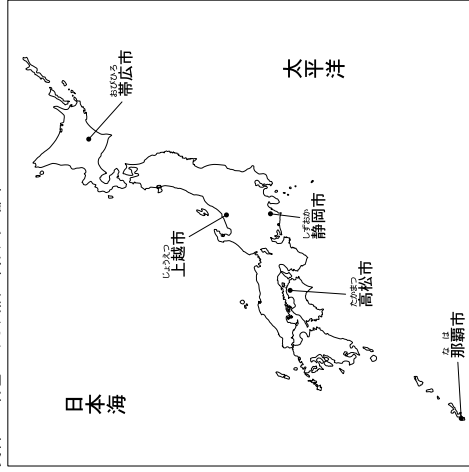 太平洋
おびひろ
帯広市
じょうえつ
上越市
しずおか
静岡市
たかまつ
高松市
日本海
なは
那覇市